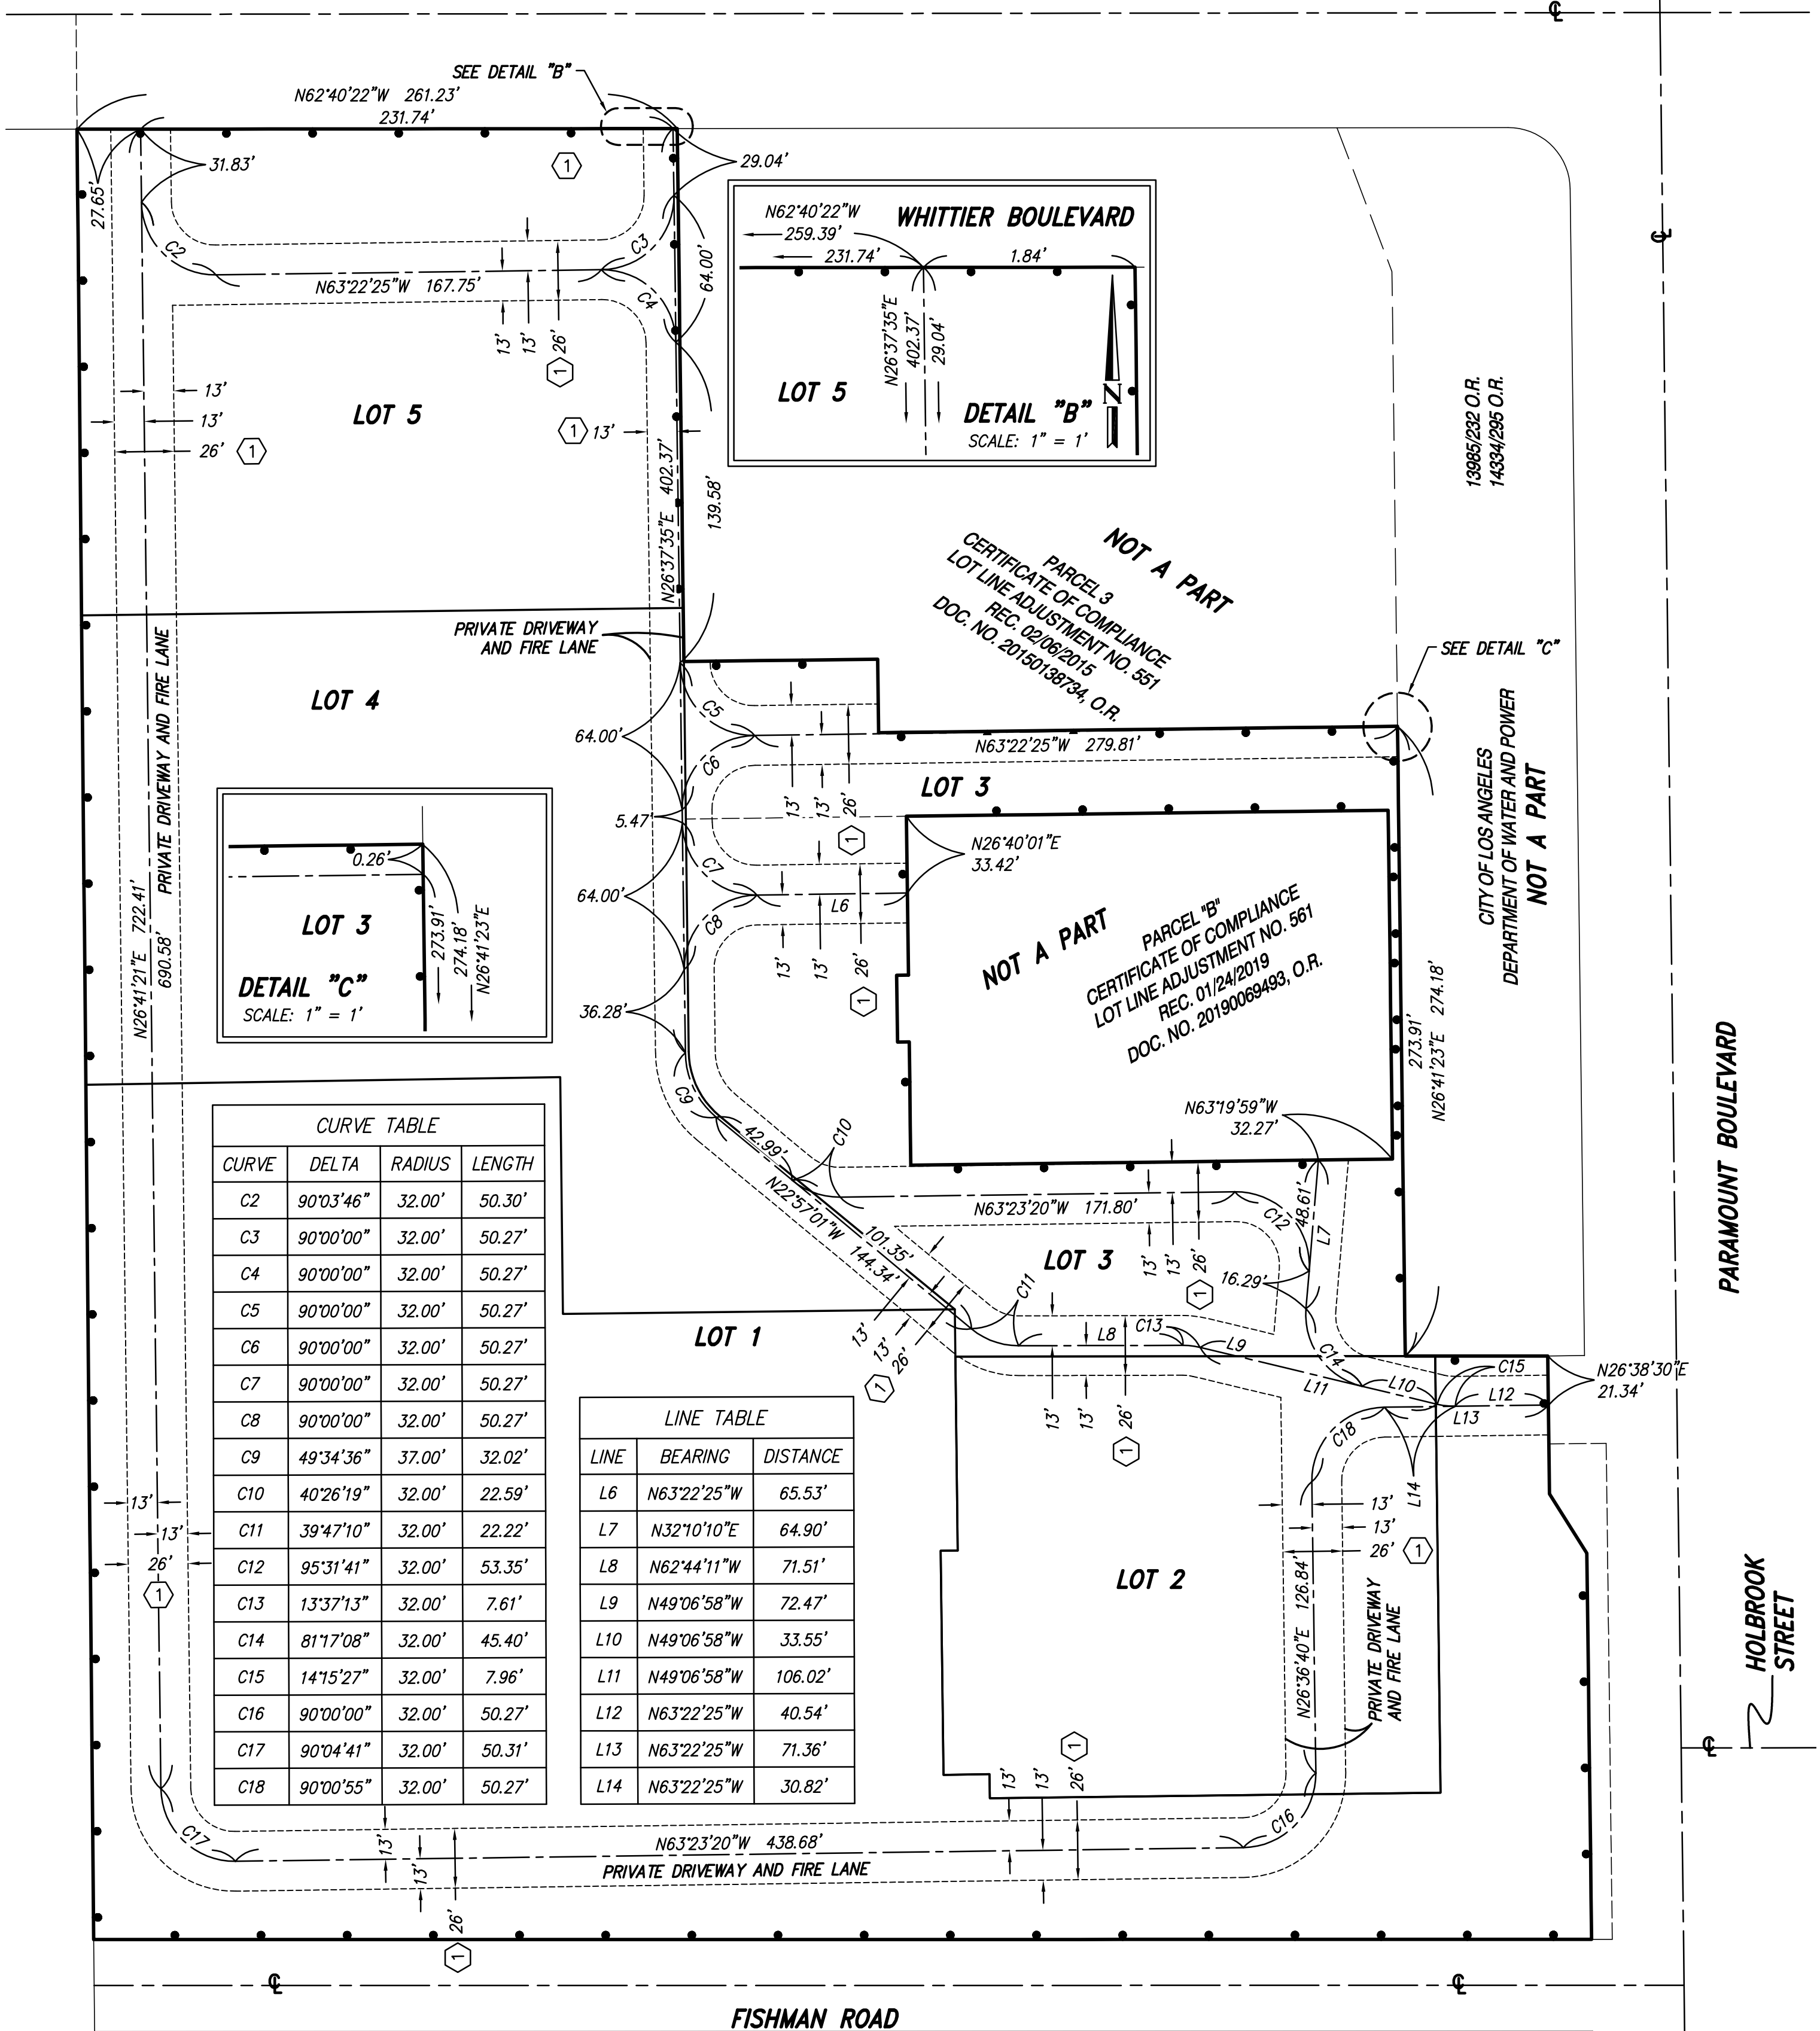 ℄
SEE DETAIL "B"
N62°40'22"W 261.23'
231.74'
31.83'
27.65'
1
29.04'
C2
C3
C4
64.00'
N63°22'25"W 167.75'
13'
13'
26'
1
N62°40'22"W
259.39'
231.74'
WHITTIER BOULEVARD
1.84'
N26°37'35"E
402.37'
29.04'
LOT 5
DETAIL "B"
SCALE: 1" = 1'
N
℄
13'
13'
26'
1
LOT 5
1
13'
N26°37'35"E 402.37'
139.58'
13985/232 O.R.
14334/295 O.R.
NOT A PART
PARCEL 3
CERTIFICATE OF COMPLIANCE
LOT LINE ADJUSTMENT NO. 551
REC. 02/06/2015
DOC. NO. 20150138734, O.R.
PRIVATE DRIVEWAY
AND FIRE LANE
SEE DETAIL "C"
LOT 4
C5
64.00'
C6
N63°22'25"W 279.81'
LOT 3
13'
13'
26'
1
5.47'
N26°40'01"E
33.42'
C7
64.00'
L6
C8
13'
13'
26'
1
36.28'
CITY OF LOS ANGELES
DEPARTMENT OF WATER AND POWER
NOT A PART
PRIVATE DRIVEWAY AND FIRE LANE
N26°41'21"E 722.41'
690.58'
0.26'
LOT 3
273.91'
274.18'
N26°41'23"E
DETAIL "C"
SCALE: 1" = 1'
NOT A PART
PARCEL "B"
CERTIFICATE OF COMPLIANCE
LOT LINE ADJUSTMENT NO. 561
REC. 01/24/2019
DOC. NO. 20190069493, O.R.
273.91'
N26°41'23"E 274.18'
PARAMOUNT BOULEVARD
N63°19'59"W
32.27'
C9
42.99'
C10
N22°57'01"W 144.34'
101.35'
N63°23'20"W 171.80'
C12
48.61'
L7
LOT 3
13'
13'
26'
1
16.29'
C11
13'
13'
26'
1
L8
C13
L9
C14
L11
L10
C15
L12
L13
N26°38'30"E
21.34'
13'
13'
26'
1
C18
L14
LOT 1
CURVE TABLE
CURVE DELTA RADIUS LENGTH
C2 90°03'46" 32.00' 50.30'
C3 90°00'00" 32.00' 50.27'
C4 90°00'00" 32.00' 50.27'
C5 90°00'00" 32.00' 50.27'
C6 90°00'00" 32.00' 50.27'
C7 90°00'00" 32.00' 50.27'
C8 90°00'00" 32.00' 50.27'
C9 49°34'36" 37.00' 32.02'
C10 40°26'19" 32.00' 22.59'
C11 39°47'10" 32.00' 22.22'
C12 95°31'41" 32.00' 53.35'
C13 13°37'13" 32.00' 7.61'
C14 81°17'08" 32.00' 45.40'
C15 14°15'27" 32.00' 7.96'
C16 90°00'00" 32.00' 50.27'
C17 90°04'41" 32.00' 50.31'
C18 90°00'55" 32.00' 50.27'
LINE TABLE
LINE BEARING DISTANCE
L6 N63°22'25"W 65.53'
L7 N32°10'10"E 64.90'
L8 N62°44'11"W 71.51'
L9 N49°06'58"W 72.47'
L10 N49°06'58"W 33.55'
L11 N49°06'58"W 106.02'
L12 N63°22'25"W 40.54'
L13 N63°22'25"W 71.36'
L14 N63°22'25"W 30.82'
13'
13'
26'
1
13'
13'
26'
1
LOT 2
N26°36'40"E 126.84'
PRIVATE DRIVEWAY
AND FIRE LANE
HOLBROOK
STREET
℄
1
13'
13'
26'
C16
C17
N63°23'20"W 438.68'
PRIVATE DRIVEWAY AND FIRE LANE
13'
13'
26'
1
℄
℄
FISHMAN ROAD